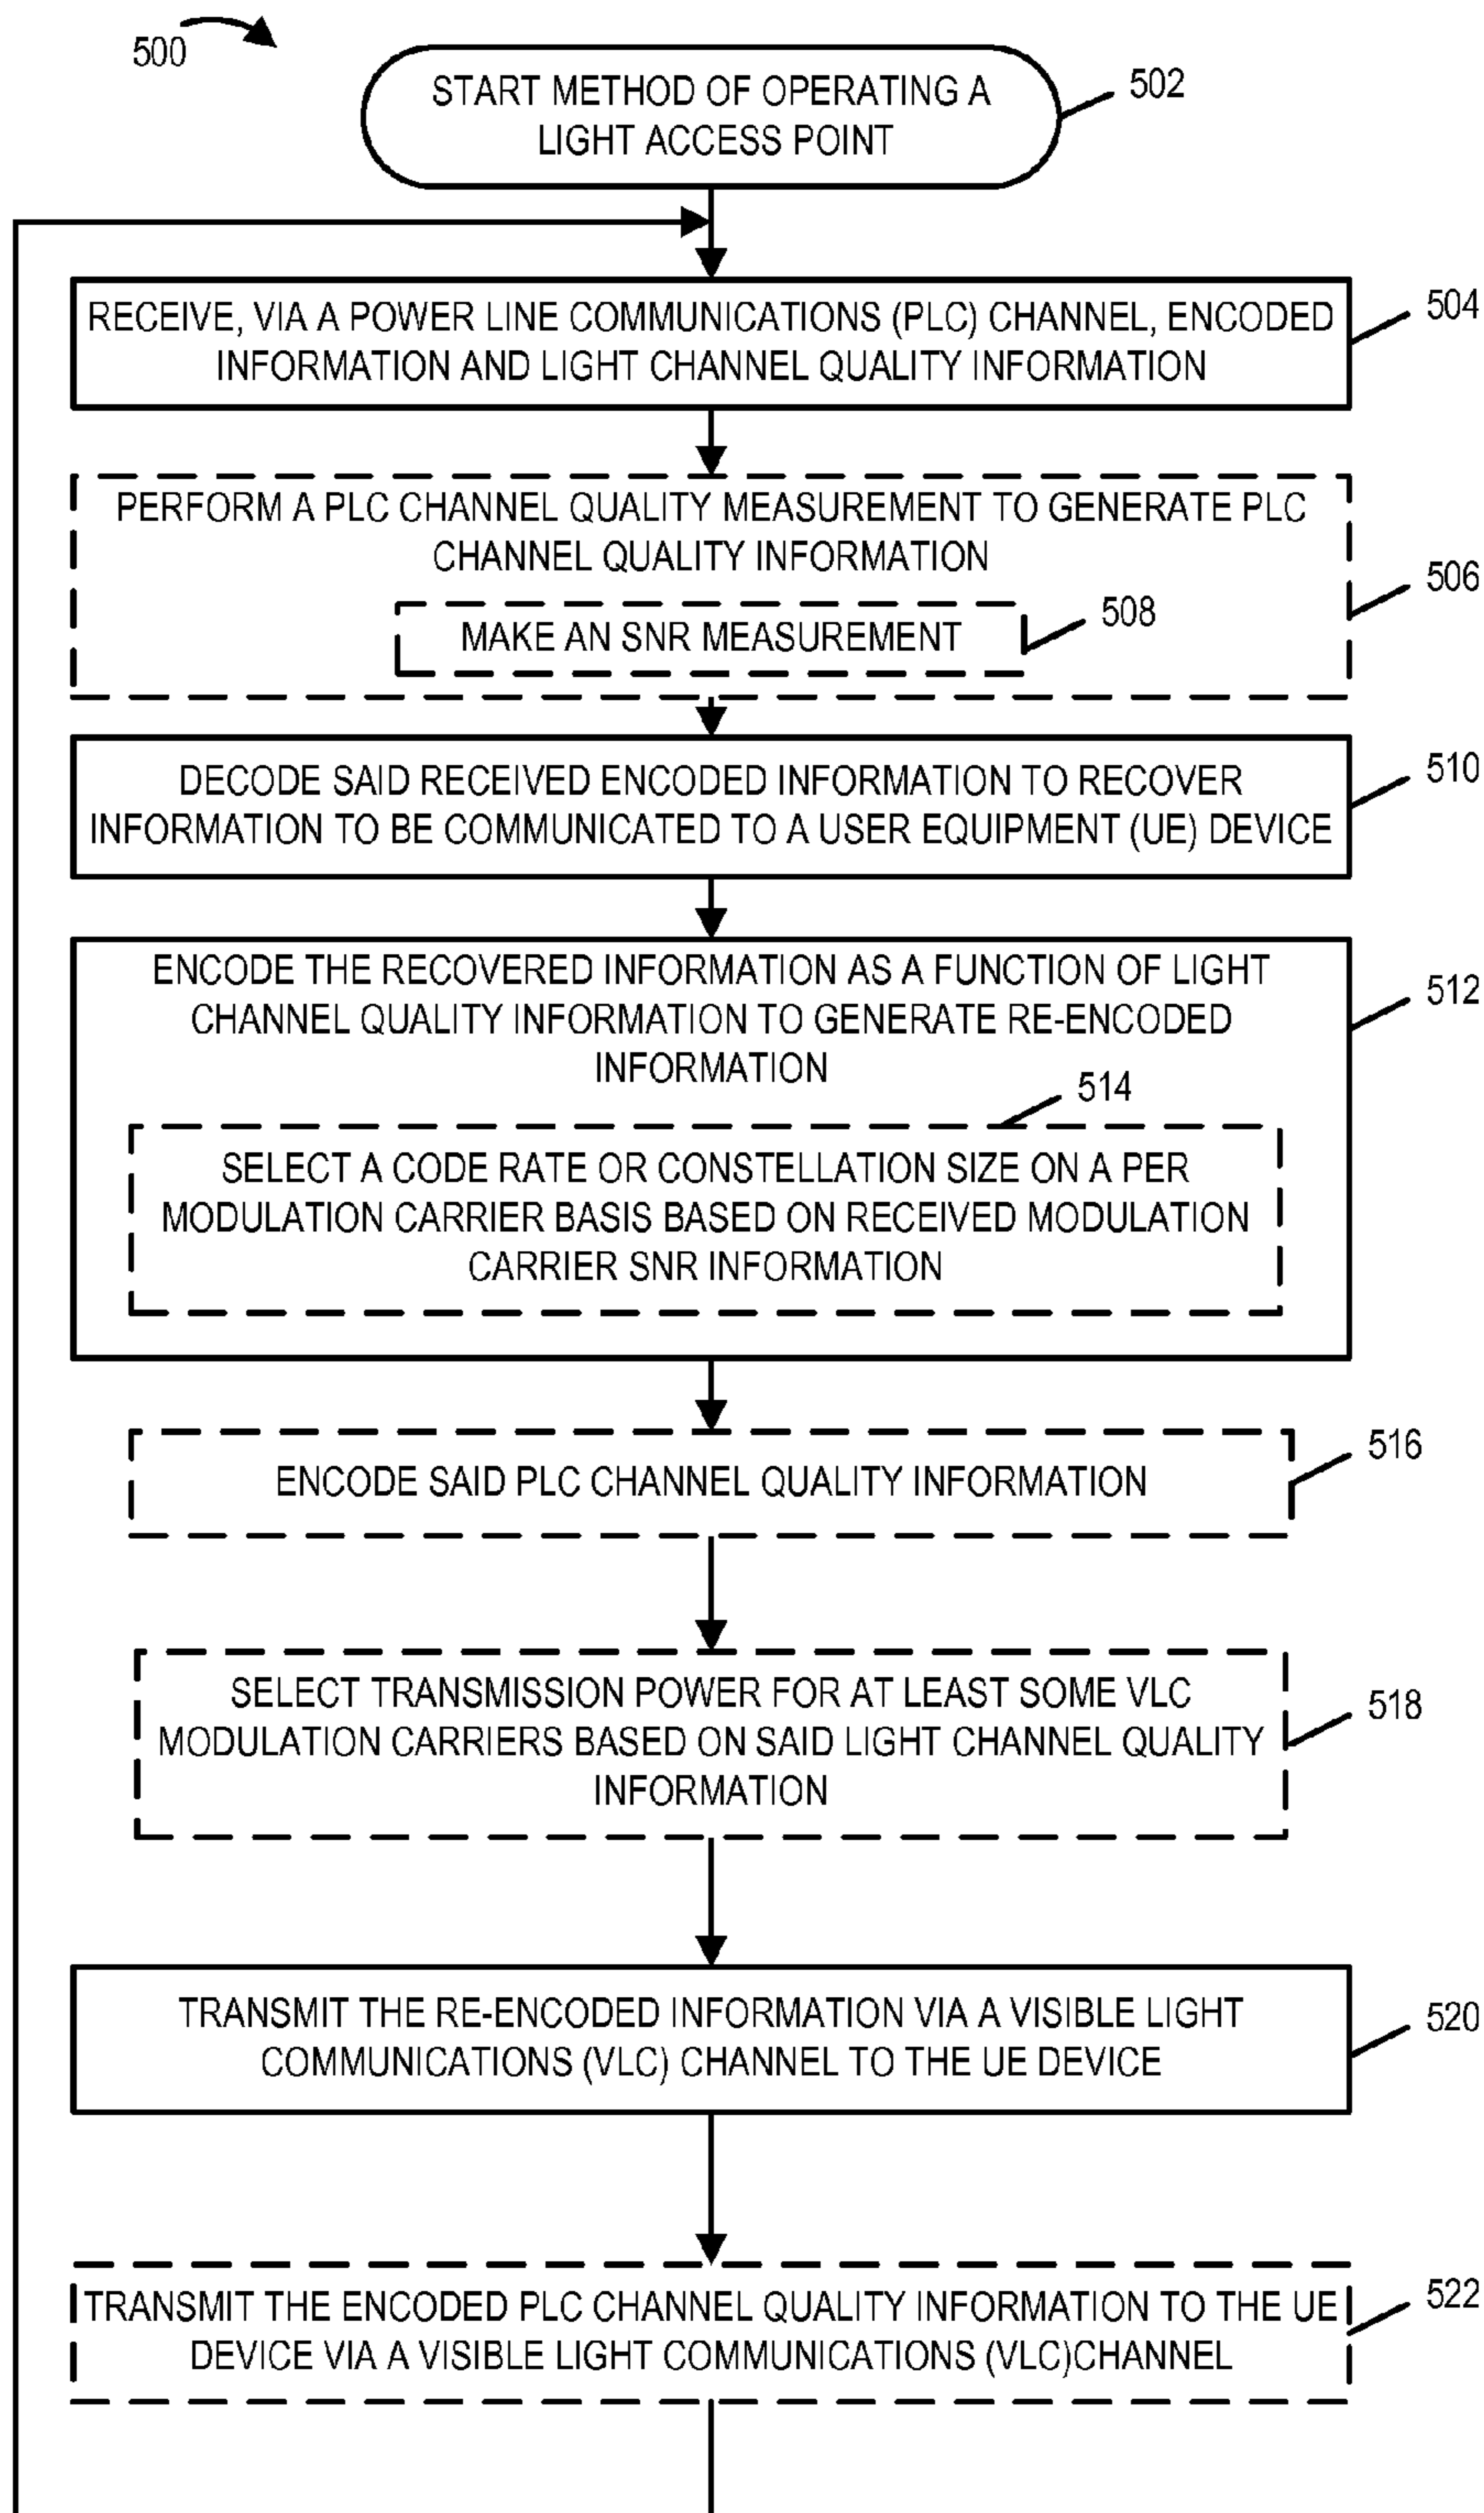 500
START METHOD OF OPERATING A
LIGHT ACCESS POINT
502
RECEIVE, VIA A POWER LINE COMMUNICATIONS (PLC) CHANNEL, ENCODED
INFORMATION AND LIGHT CHANNEL QUALITY INFORMATION
504
PERFORM A PLC CHANNEL QUALITY MEASUREMENT TO GENERATE PLC
CHANNEL QUALITY INFORMATION
506
MAKE AN SNR MEASUREMENT
508
DECODE SAID RECEIVED ENCODED INFORMATION TO RECOVER
INFORMATION TO BE COMMUNICATED TO A USER EQUIPMENT (UE) DEVICE
510
ENCODE THE RECOVERED INFORMATION AS A FUNCTION OF LIGHT
CHANNEL QUALITY INFORMATION TO GENERATE RE-ENCODED
INFORMATION
512
514
SELECT A CODE RATE OR CONSTELLATION SIZE ON A PER
MODULATION CARRIER BASIS BASED ON RECEIVED MODULATION
CARRIER SNR INFORMATION
ENCODE SAID PLC CHANNEL QUALITY INFORMATION
516
SELECT TRANSMISSION POWER FOR AT LEAST SOME VLC
MODULATION CARRIERS BASED ON SAID LIGHT CHANNEL QUALITY
INFORMATION
518
TRANSMIT THE RE-ENCODED INFORMATION VIA A VISIBLE LIGHT
COMMUNICATIONS (VLC) CHANNEL TO THE UE DEVICE
520
TRANSMIT THE ENCODED PLC CHANNEL QUALITY INFORMATION TO THE UE
DEVICE VIA A VISIBLE LIGHT COMMUNICATIONS (VLC)CHANNEL
522